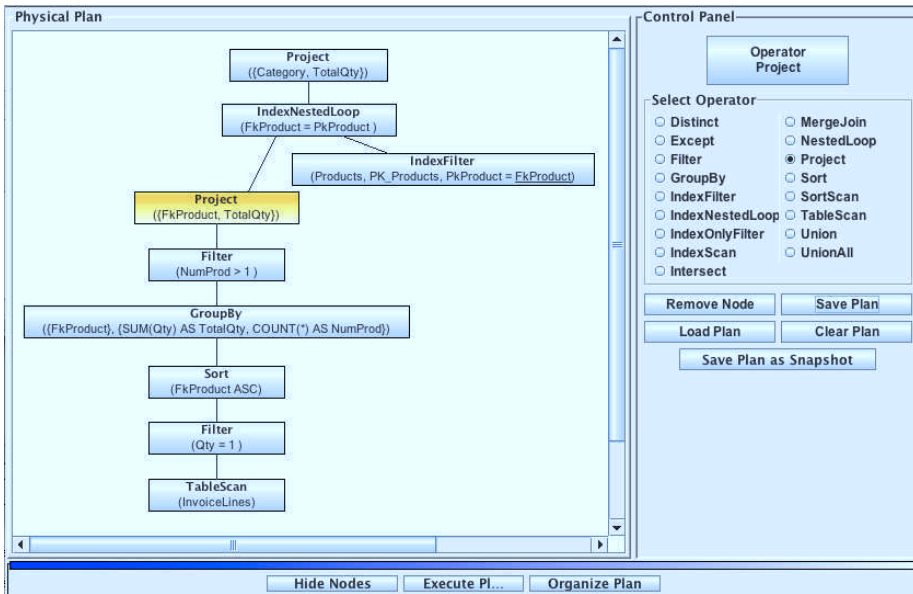 Physical Plan
Project
({Category, TotalQty})
IndexNestedLoop
(FkProduct = PkProduct )
IndexFilter
(Products, PK_Products, PkProduct = FkProduct)
Project
({FkProduct, TotalQty})
Filter
(NumProd > 1 )
GroupBy
({FkProduct}, {SUM(Qty) AS TotalQty, COUNT(*) AS NumProd})
Sort
(FkProduct ASC)
Filter
(Qty = 1 )
TableScan
(InvoiceLines)
Control Panel
Operator
Project
Select Operator
Distinct
Except
Filter
GroupBy
IndexFilter
IndexNestedLoop
IndexOnlyFilter
IndexScan
Intersect
MergeJoin
NestedLoop
Project
Sort
SortScan
TableScan
Union
UnionAll
Remove Node
Save Plan
Load Plan
Clear Plan
Save Plan as Snapshot
Hide Nodes
Execute Pl...
Organize Plan